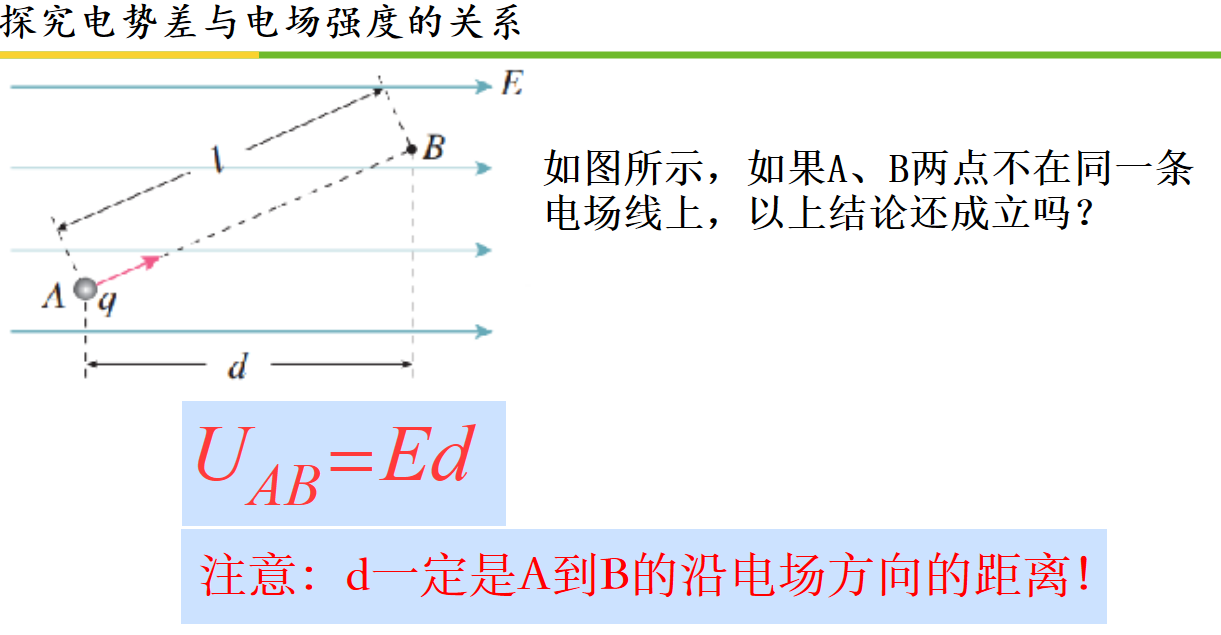 探究电势差与电场强度的关系
E
l
B
如图所示，如果A、B两点不在同一条
电场线上，以上结论还成立吗？
A
q
d
U_AB=Ed
注意：d一定是A到B的沿电场方向的距离！